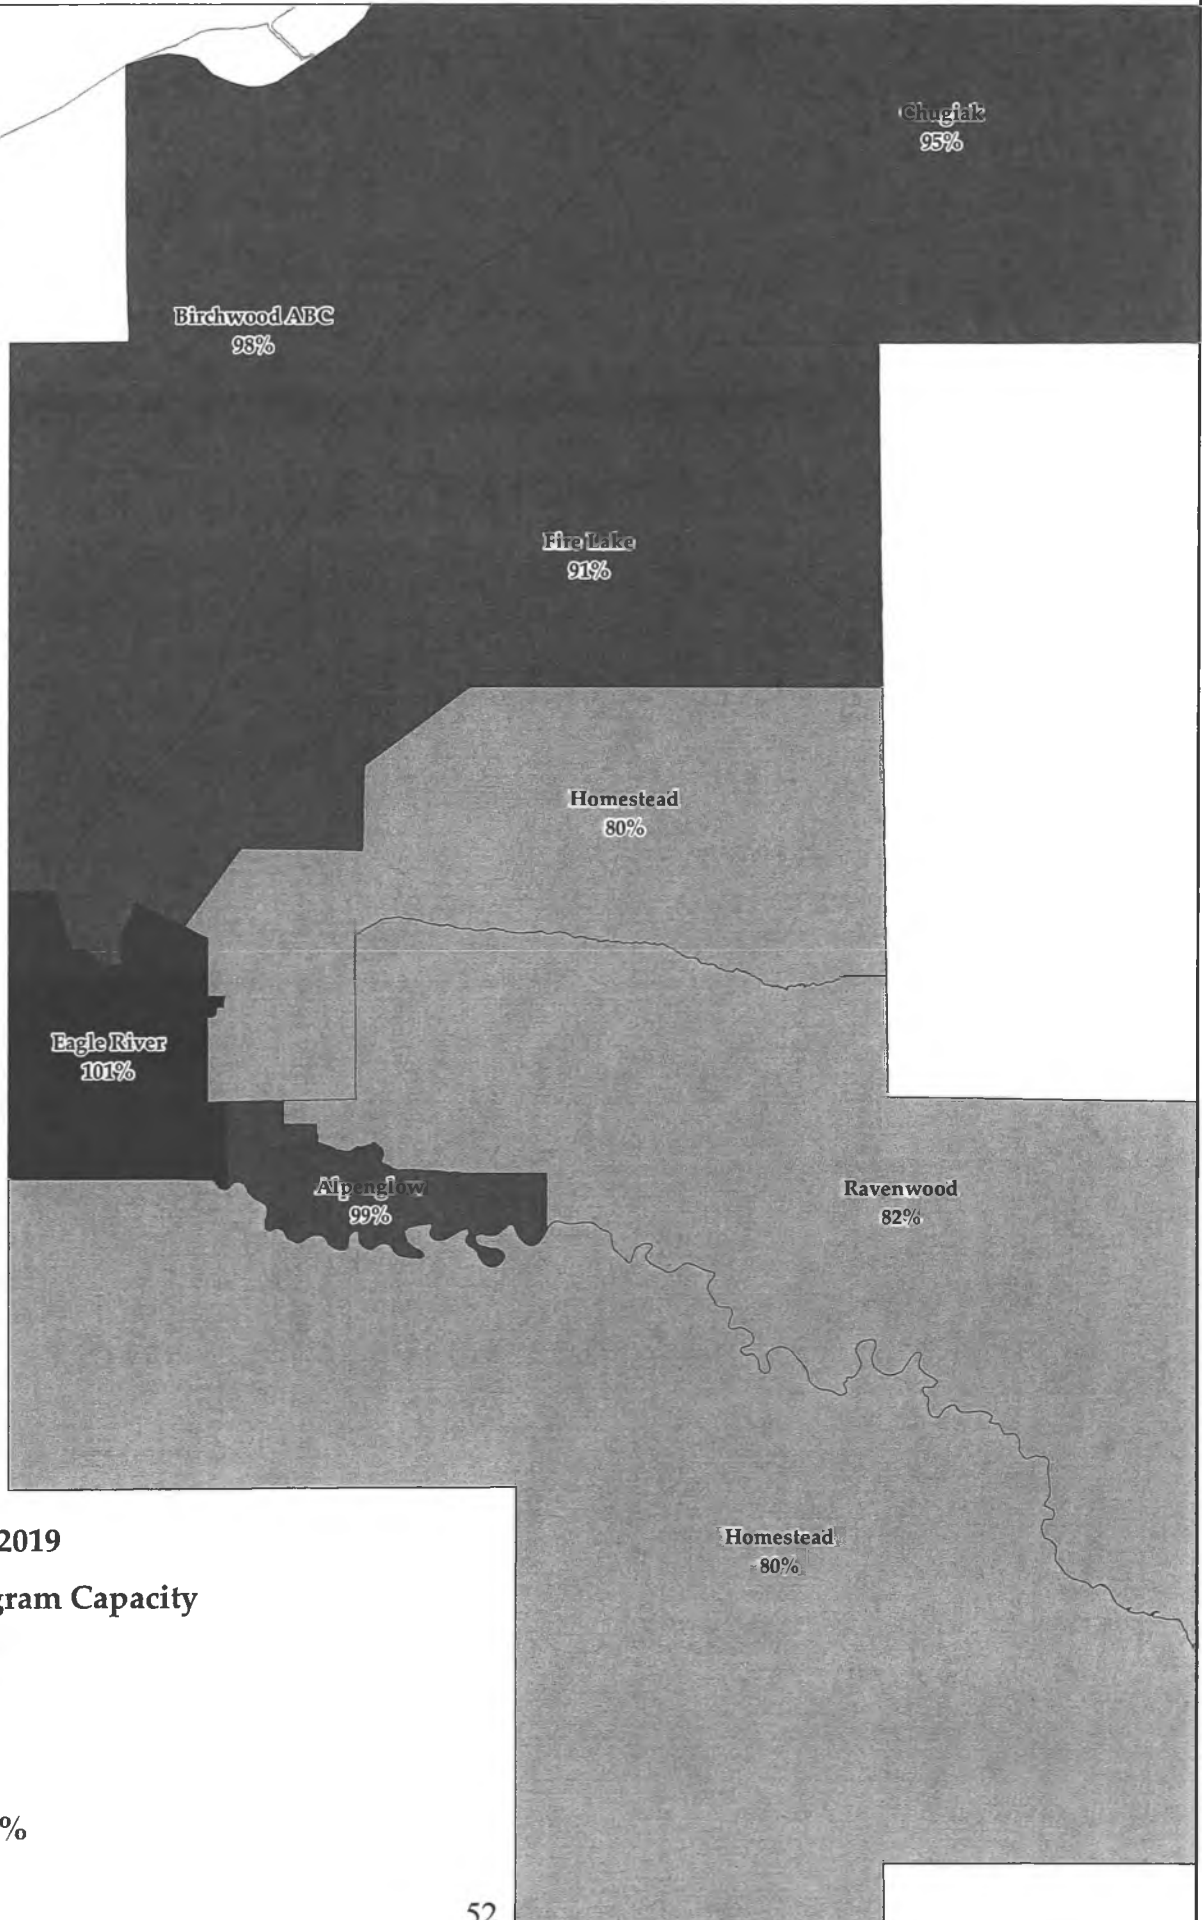 Chugiak
95%
Birchwood ABC
98%
Fire Lake
91%
Homestead
80%
Eagle River
101%
Alpenglow
99%
Ravenwood
82%
Homestead
80%
2019
gram Capacity
%
52